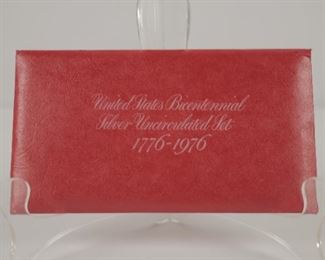 United States Bicentennial
Silver Uncirculated Set
1776-1976